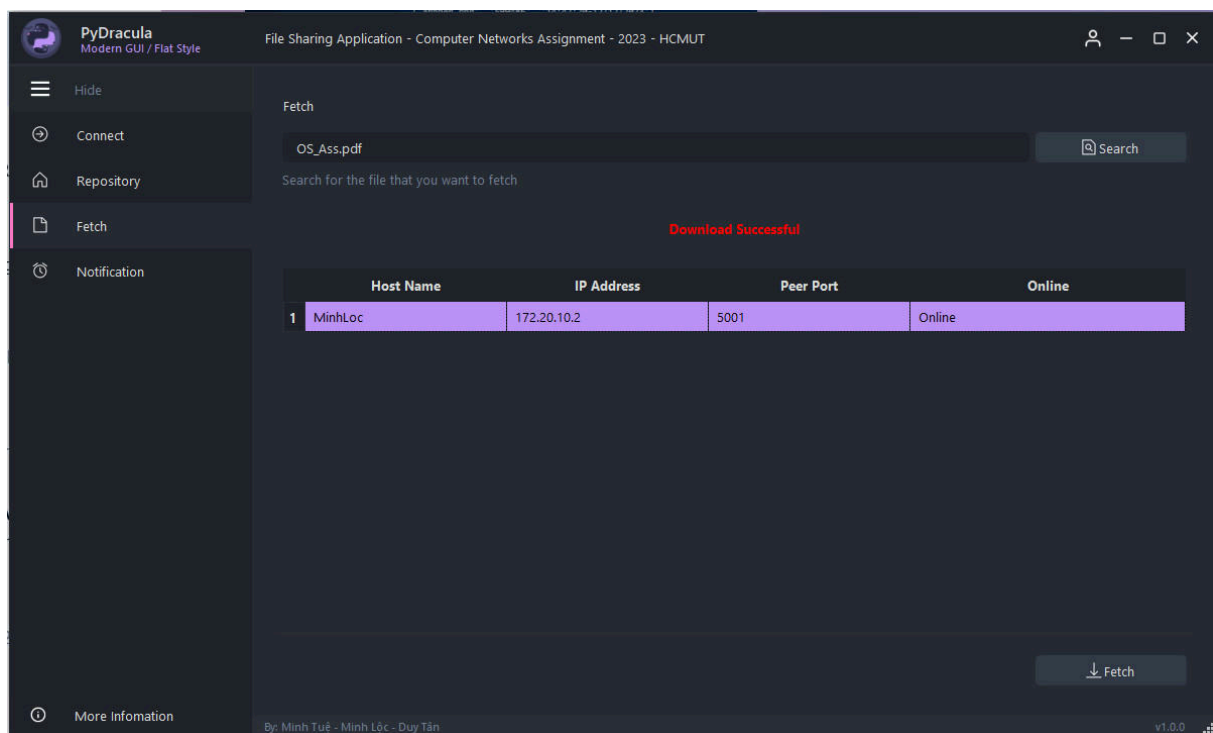 PyDracula
Modern GUI / Flat Style
File Sharing Application - Computer Networks Assignment - 2023 - HCMUT
Hide
Connect
Repository
Fetch
Notification
More Infomation
Fetch
OS_Ass.pdf
Search
Search for the file that you want to fetch
Download Successful
Host Name IP Address Peer Port Online
1 MinhLoc 172.20.10.2 5001 Online
Fetch
By: Minh Tuệ - Minh Lộc - Duy Tân
v1.0.0